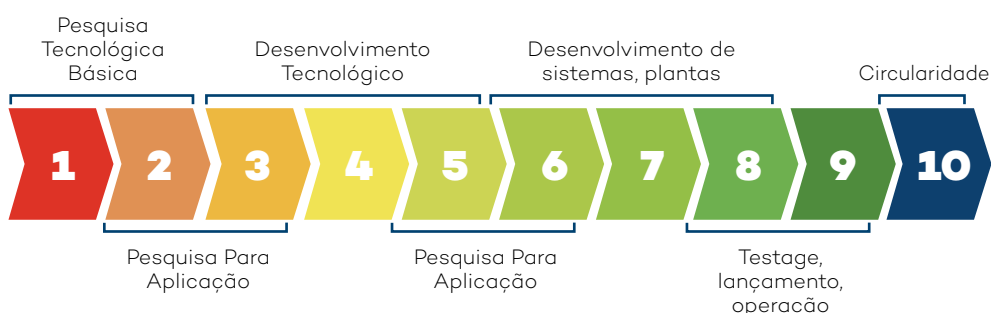 Pesquisa
Tecnológica
Básica
Desenvolvimento
Tecnológico
Desenvolvimento de
sistemas, plantas
Circularidade
1
2
3
4
5
6
7
8
9
10
Pesquisa Para
Aplicação
Pesquisa Para
Aplicação
Testage,
lançamento,
operação